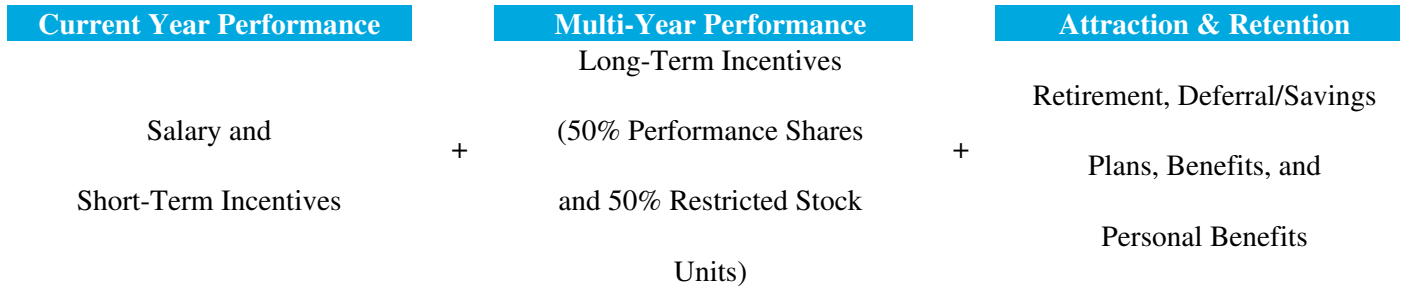 Current Year Performance
Salary and
Short-Term Incentives
+
Multi-Year Performance
Long-Term Incentives
(50% Performance Shares
and 50% Restricted Stock
Units)
+
Attraction & Retention
Retirement, Deferral/Savings
Plans, Benefits, and
Personal Benefits